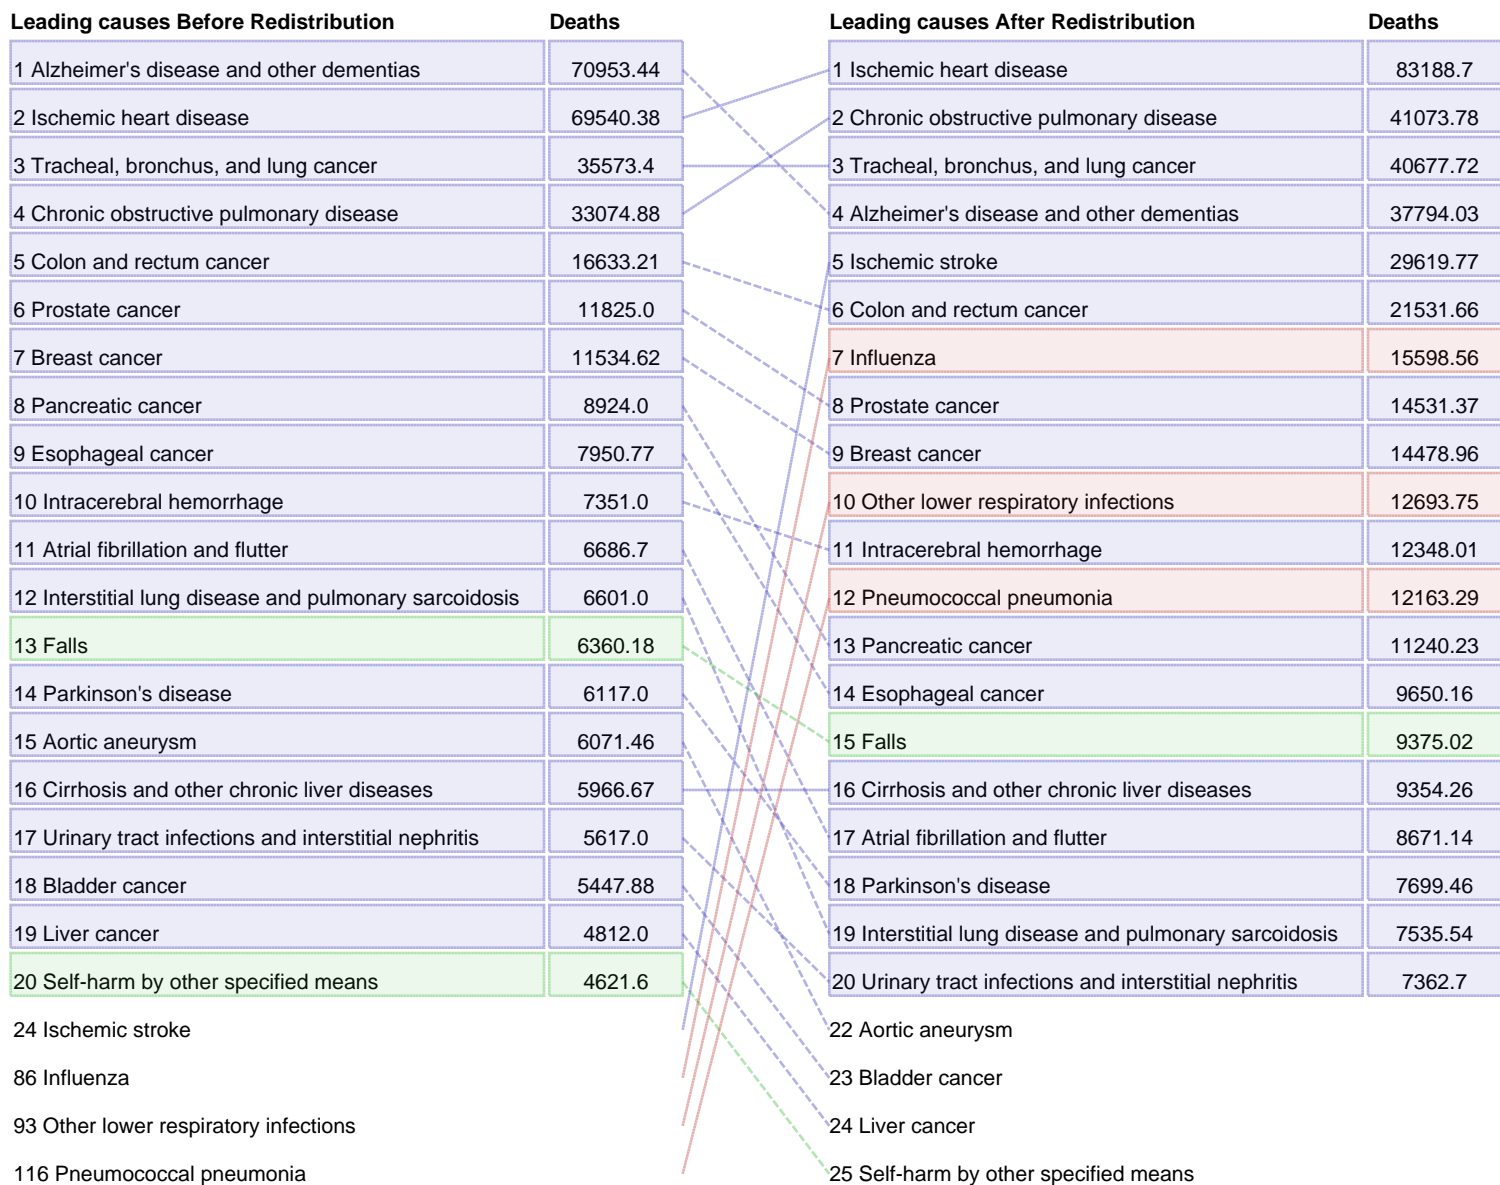 Leading causes Before Redistribution Deaths Leading causes After Redistribution Deaths
1 Alzheimer's disease and other dementias 70953.44 1 Ischemic heart disease 83188.7
2 Ischemic heart disease 69540.38 2 Chronic obstructive pulmonary disease 41073.78
3 Tracheal, bronchus, and lung cancer 35573.4 3 Tracheal, bronchus, and lung cancer 40677.72
4 Chronic obstructive pulmonary disease 33074.88 4 Alzheimer's disease and other dementias 37794.03
5 Colon and rectum cancer 16633.21 5 Ischemic stroke 29619.77
6 Prostate cancer 11825.0 6 Colon and rectum cancer 21531.66
7 Breast cancer 11534.62 7 Influenza 15598.56
8 Pancreatic cancer 8924.0 8 Prostate cancer 14531.37
9 Esophageal cancer 7950.77 9 Breast cancer 14478.96
10 Intracerebral hemorrhage 7351.0 10 Other lower respiratory infections 12693.75
11 Atrial fibrillation and flutter 6686.7 11 Intracerebral hemorrhage 12348.01
12 Interstitial lung disease and pulmonary sarcoidosis 6601.0 12 Pneumococcal pneumonia 12163.29
13 Falls 6360.18 13 Pancreatic cancer 11240.23
14 Parkinson's disease 6117.0 14 Esophageal cancer 9650.16
15 Aortic aneurysm 6071.46 15 Falls 9375.02
16 Cirrhosis and other chronic liver diseases 5966.67 16 Cirrhosis and other chronic liver diseases 9354.26
17 Urinary tract infections and interstitial nephritis 5617.0 17 Atrial fibrillation and flutter 8671.14
18 Bladder cancer 5447.88 18 Parkinson's disease 7699.46
19 Liver cancer 4812.0 19 Interstitial lung disease and pulmonary sarcoidosis 7535.54
20 Self-harm by other specified means 4621.6 20 Urinary tract infections and interstitial nephritis 7362.7
24 Ischemic stroke 22 Aortic aneurysm
86 Influenza 23 Bladder cancer
93 Other lower respiratory infections 24 Liver cancer
116 Pneumococcal pneumonia 25 Self-harm by other specified means